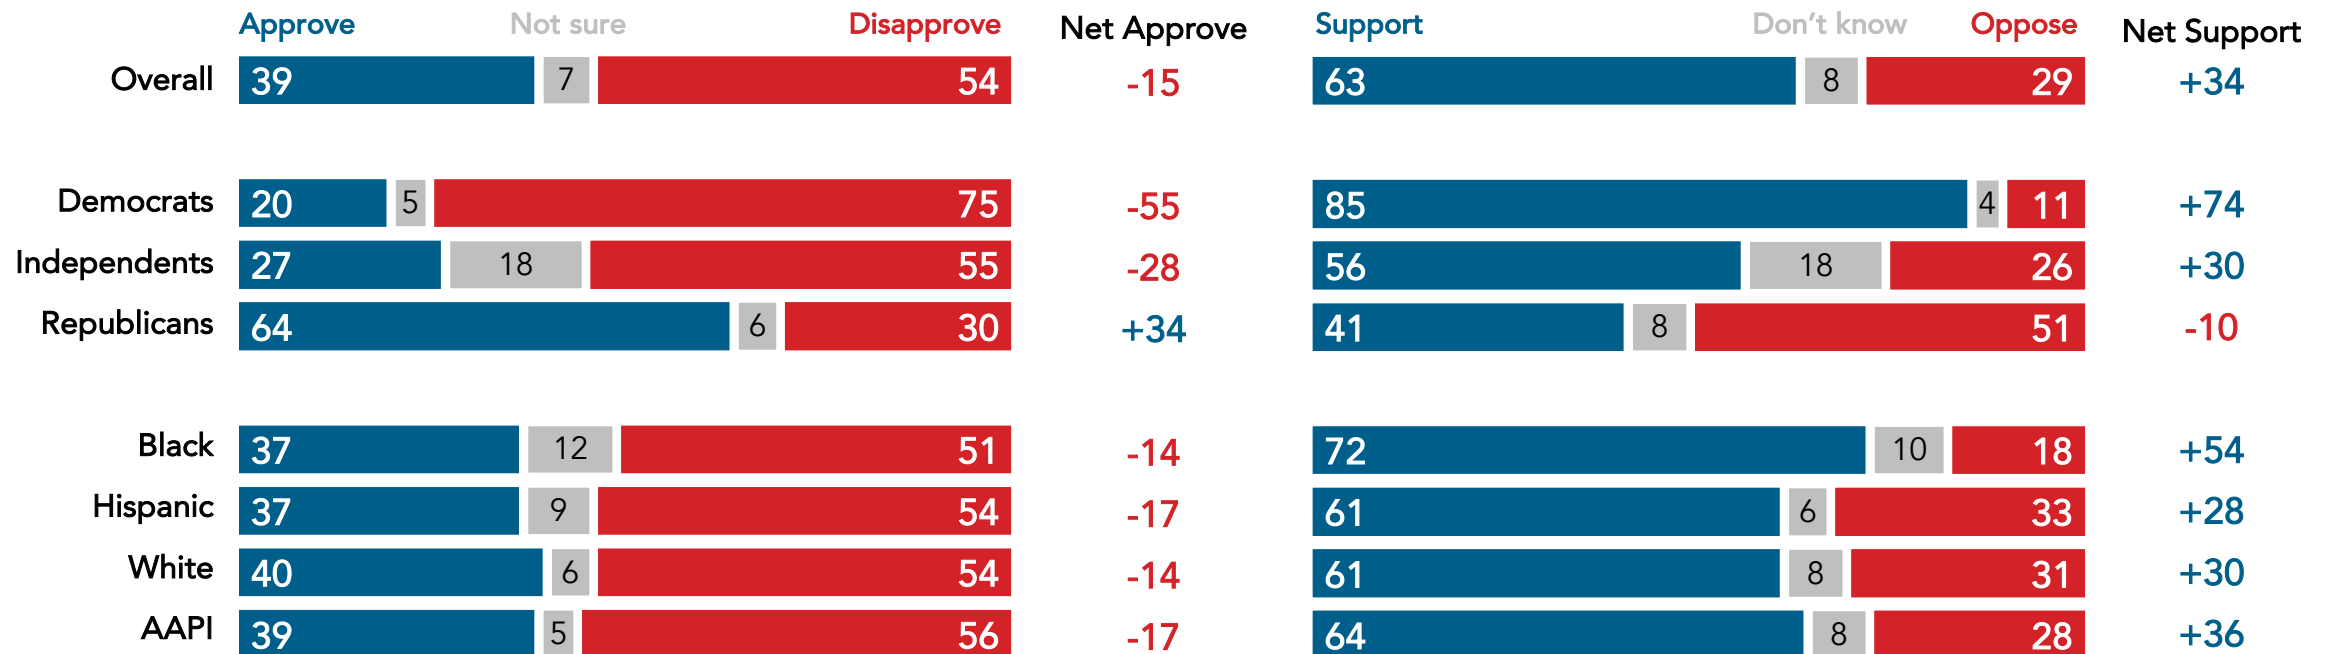 Approve Not sure Disapprove Net Approve Support Don't know Oppose Net Support
Overall 39 7 54 -15 63 8 29 +34
Democrats 20 5 75 -55 85 4 11 +74
Independents 27 18 55 -28 56 18 26 +30
Republicans 64 6 30 +34 41 8 51 -10
Black 37 12 51 -14 72 10 18 +54
Hispanic 37 9 54 -17 61 6 33 +28
White 40 6 54 -14 61 8 31 +30
AAPI 39 5 56 -17 64 8 28 +36